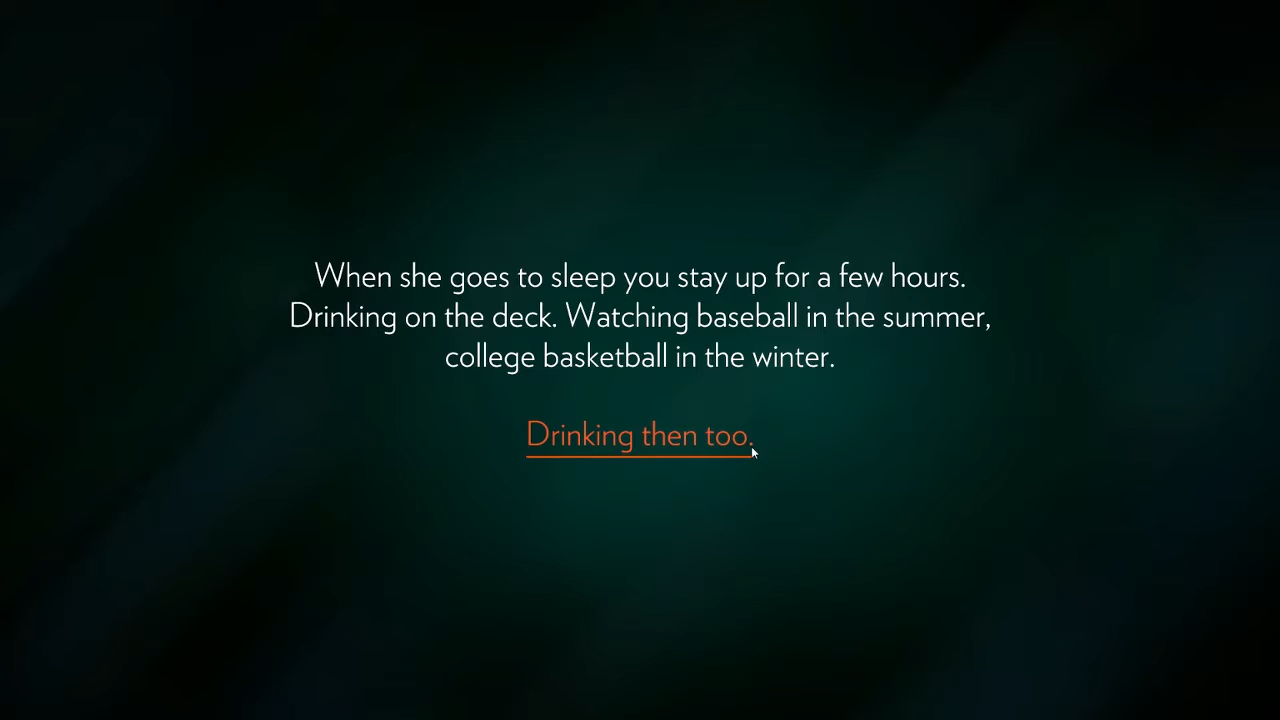 When she goes to sleep you stay up for a few hours.
Drinking on the deck. Watching baseball in the summer,
college basketball in the winter.
Drinking then too.